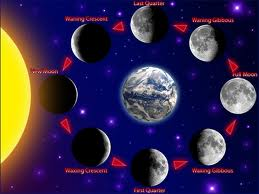 Last Quarter
Waning Crescent
Waning Gibbous
New Moon
Full Moon
Waxing Crescent
Waxing Gibbous
First Quarter